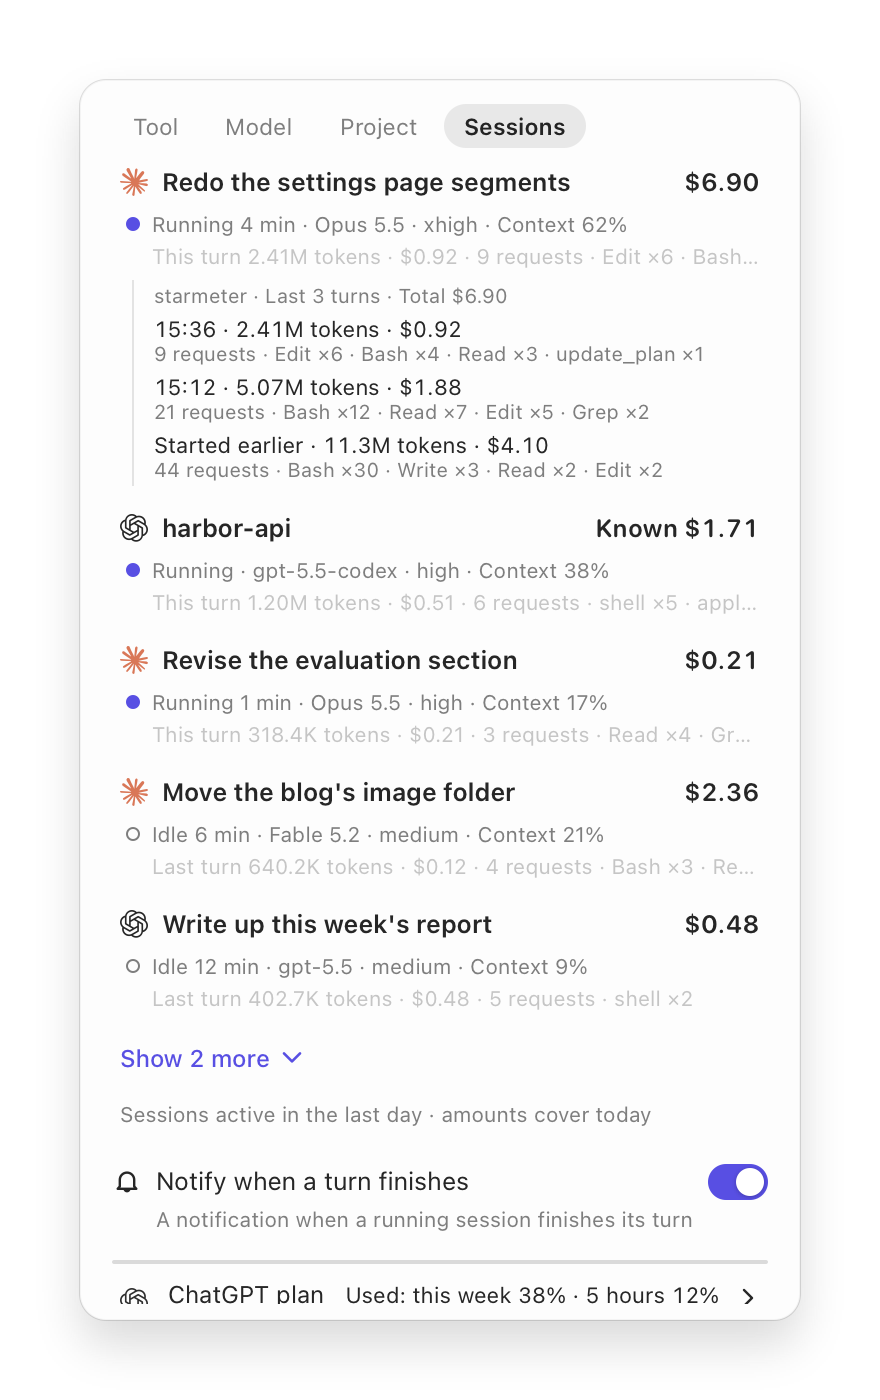 Tool Model Project Sessions
Redo the settings page segments $6.90
Running 4 min · Opus 5.5 · xhigh · Context 62%
This turn 2.41M tokens · $0.92 · 9 requests · Edit ×6 · Bash...
starmeter · Last 3 turns · Total $6.90
15:36 · 2.41M tokens · $0.92
9 requests · Edit ×6 · Bash ×4 · Read ×3 · update_plan ×1
15:12 · 5.07M tokens · $1.88
21 requests · Bash ×12 · Read ×7 · Edit ×5 · Grep ×2
Started earlier · 11.3M tokens · $4.10
44 requests · Bash ×30 · Write ×3 · Read ×2 · Edit ×2
harbor-api Known $1.71
Running · gpt-5.5-codex · high · Context 38%
This turn 1.20M tokens · $0.51 · 6 requests · shell ×5 · appl...
Revise the evaluation section $0.21
Running 1 min · Opus 5.5 · high · Context 17%
This turn 318.4K tokens · $0.21 · 3 requests · Read ×4 · Gr...
Move the blog's image folder $2.36
Idle 6 min · Fable 5.2 · medium · Context 21%
Last turn 640.2K tokens · $0.12 · 4 requests · Bash ×3 · Re...
Write up this week's report $0.48
Idle 12 min · gpt-5.5 · medium · Context 9%
Last turn 402.7K tokens · $0.48 · 5 requests · shell ×2
Show 2 more
Sessions active in the last day · amounts cover today
Notify when a turn finishes
A notification when a running session finishes its turn
ChatGPT plan Used: this week 38% · 5 hours 12%